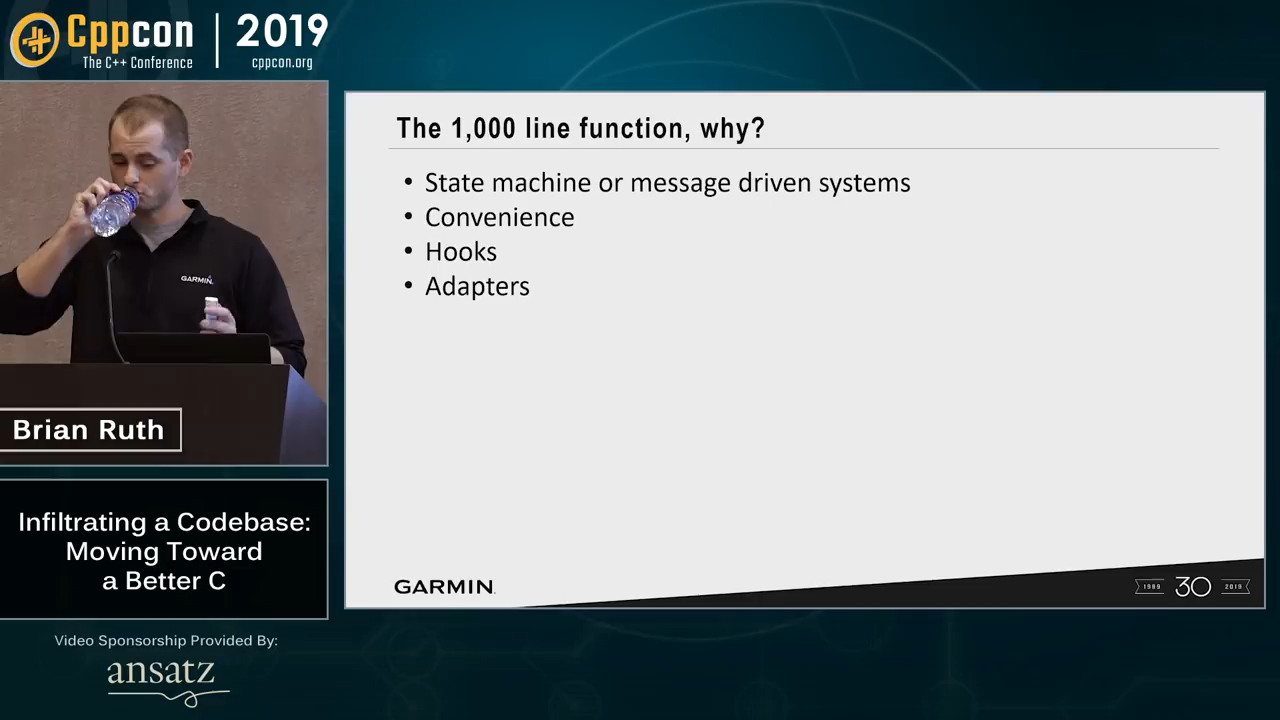 Cppcon
The C++ Conference
2019
cppcon.org
GARMIN
Brian Ruth
Infiltrating a Codebase:
Moving Toward
a Better C
Video Sponsorship Provided By:
ansatz
The 1,000 line function, why?
• State machine or message driven systems
• Convenience
• Hooks
• Adapters
GARMIN
1989 30 2019